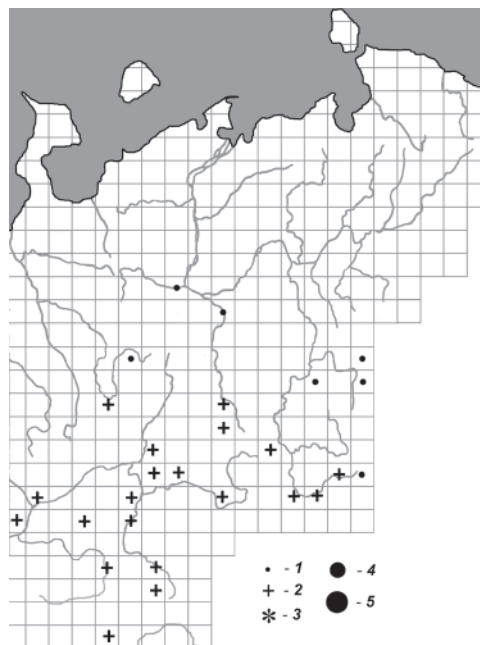 • - 1
+ - 2
✻ - 3
● - 4
● - 5